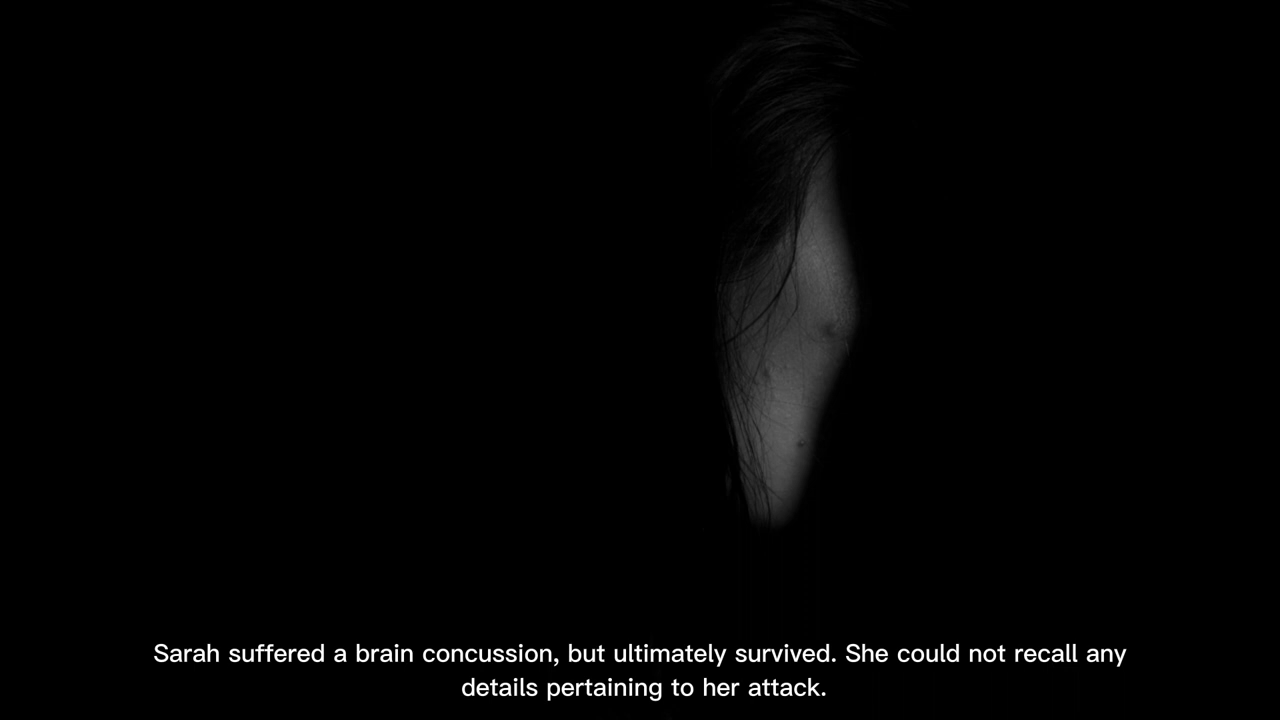 Sarah suffered a brain concussion, but ultimately survived. She could not recall any
details pertaining to her attack.